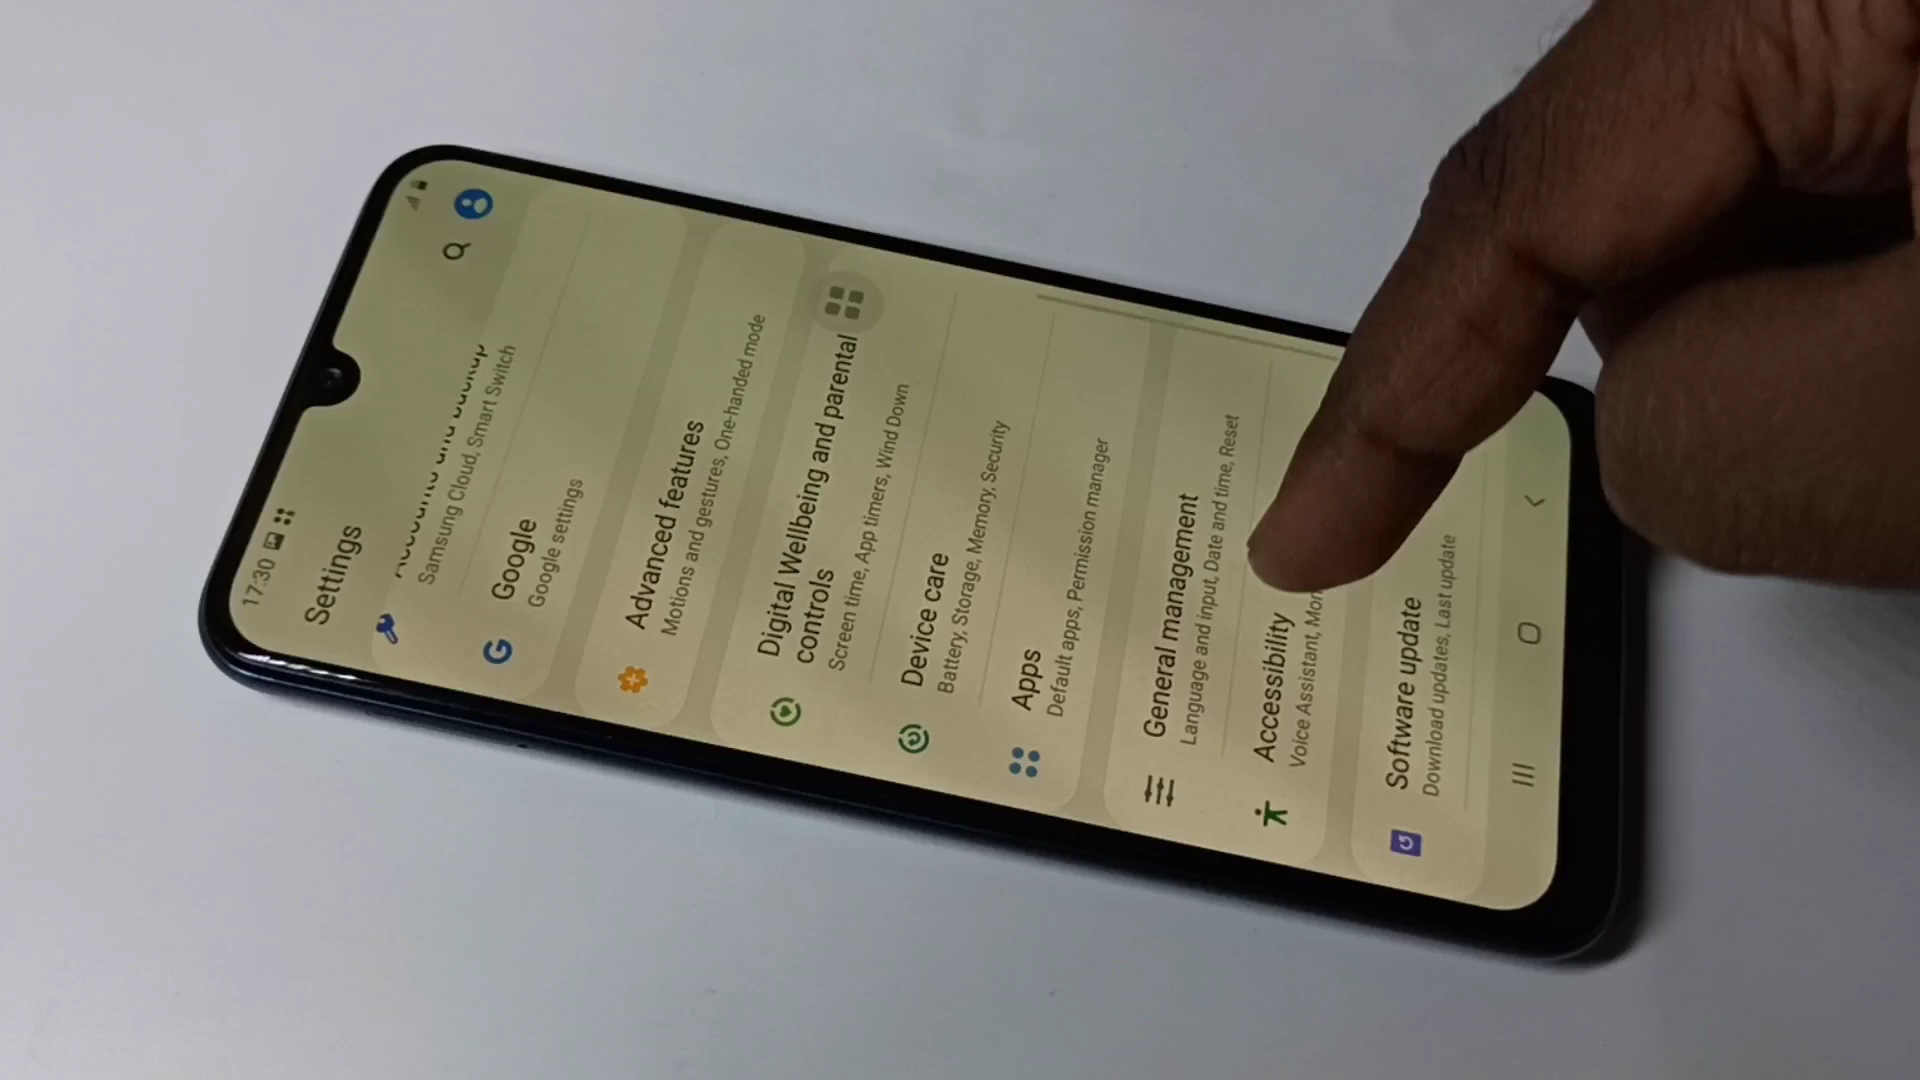 17:30
Settings
Accounts and backup
Samsung Cloud, Smart Switch
Google
Google settings
Advanced features
Motions and gestures, One-handed mode
Digital Wellbeing and parental
controls
Screen time, App timers, Wind Down
Device care
Battery, Storage, Memory, Security
Apps
Default apps, Permission manager
General management
Language and input, Date and time, Reset
Accessibility
Voice Assistant,
Software update
Download updates, Last update